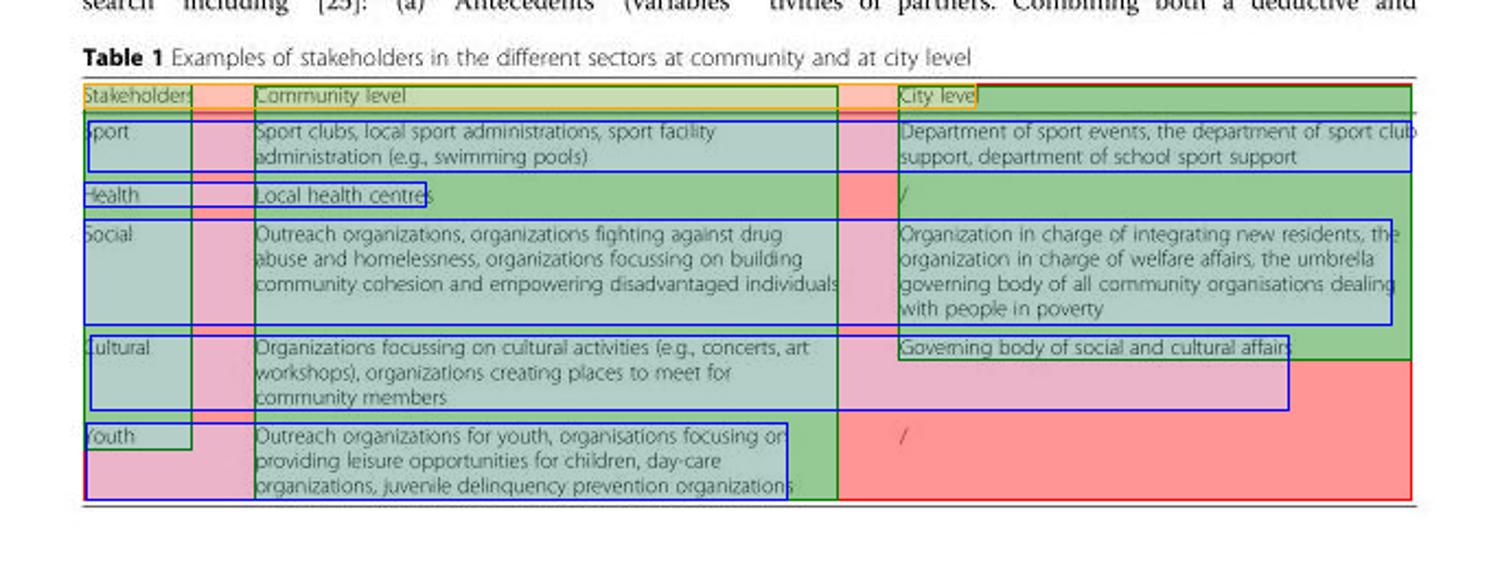 search including [25]: (a) Antecedents (variables
tivities of partners. Combining both a deductive and
Table 1 Examples of stakeholders in the different sectors at community and at city level
Stakeholders Community level City level
Sport Sport clubs, local sport administrations, sport facility Department of sport events, the department of sport club
administration (e.g., swimming pools) support, department of school sport support
Health Local health centres /
Social Outreach organizations, organizations fighting against drug Organization in charge of integrating new residents, the
abuse and homelessness, organizations focussing on building organization in charge of welfare affairs, the umbrella
community cohesion and empowering disadvantaged individuals governing body of all community organisations dealing
with people in poverty
Cultural Organizations focussing on cultural activities (e.g., concerts, art Governing body of social and cultural affairs
workshops), organizations creating places to meet for
community members
Youth Outreach organizations for youth, organisations focusing on /
providing leisure opportunities for children, day-care
organizations, juvenile delinquency prevention organizations